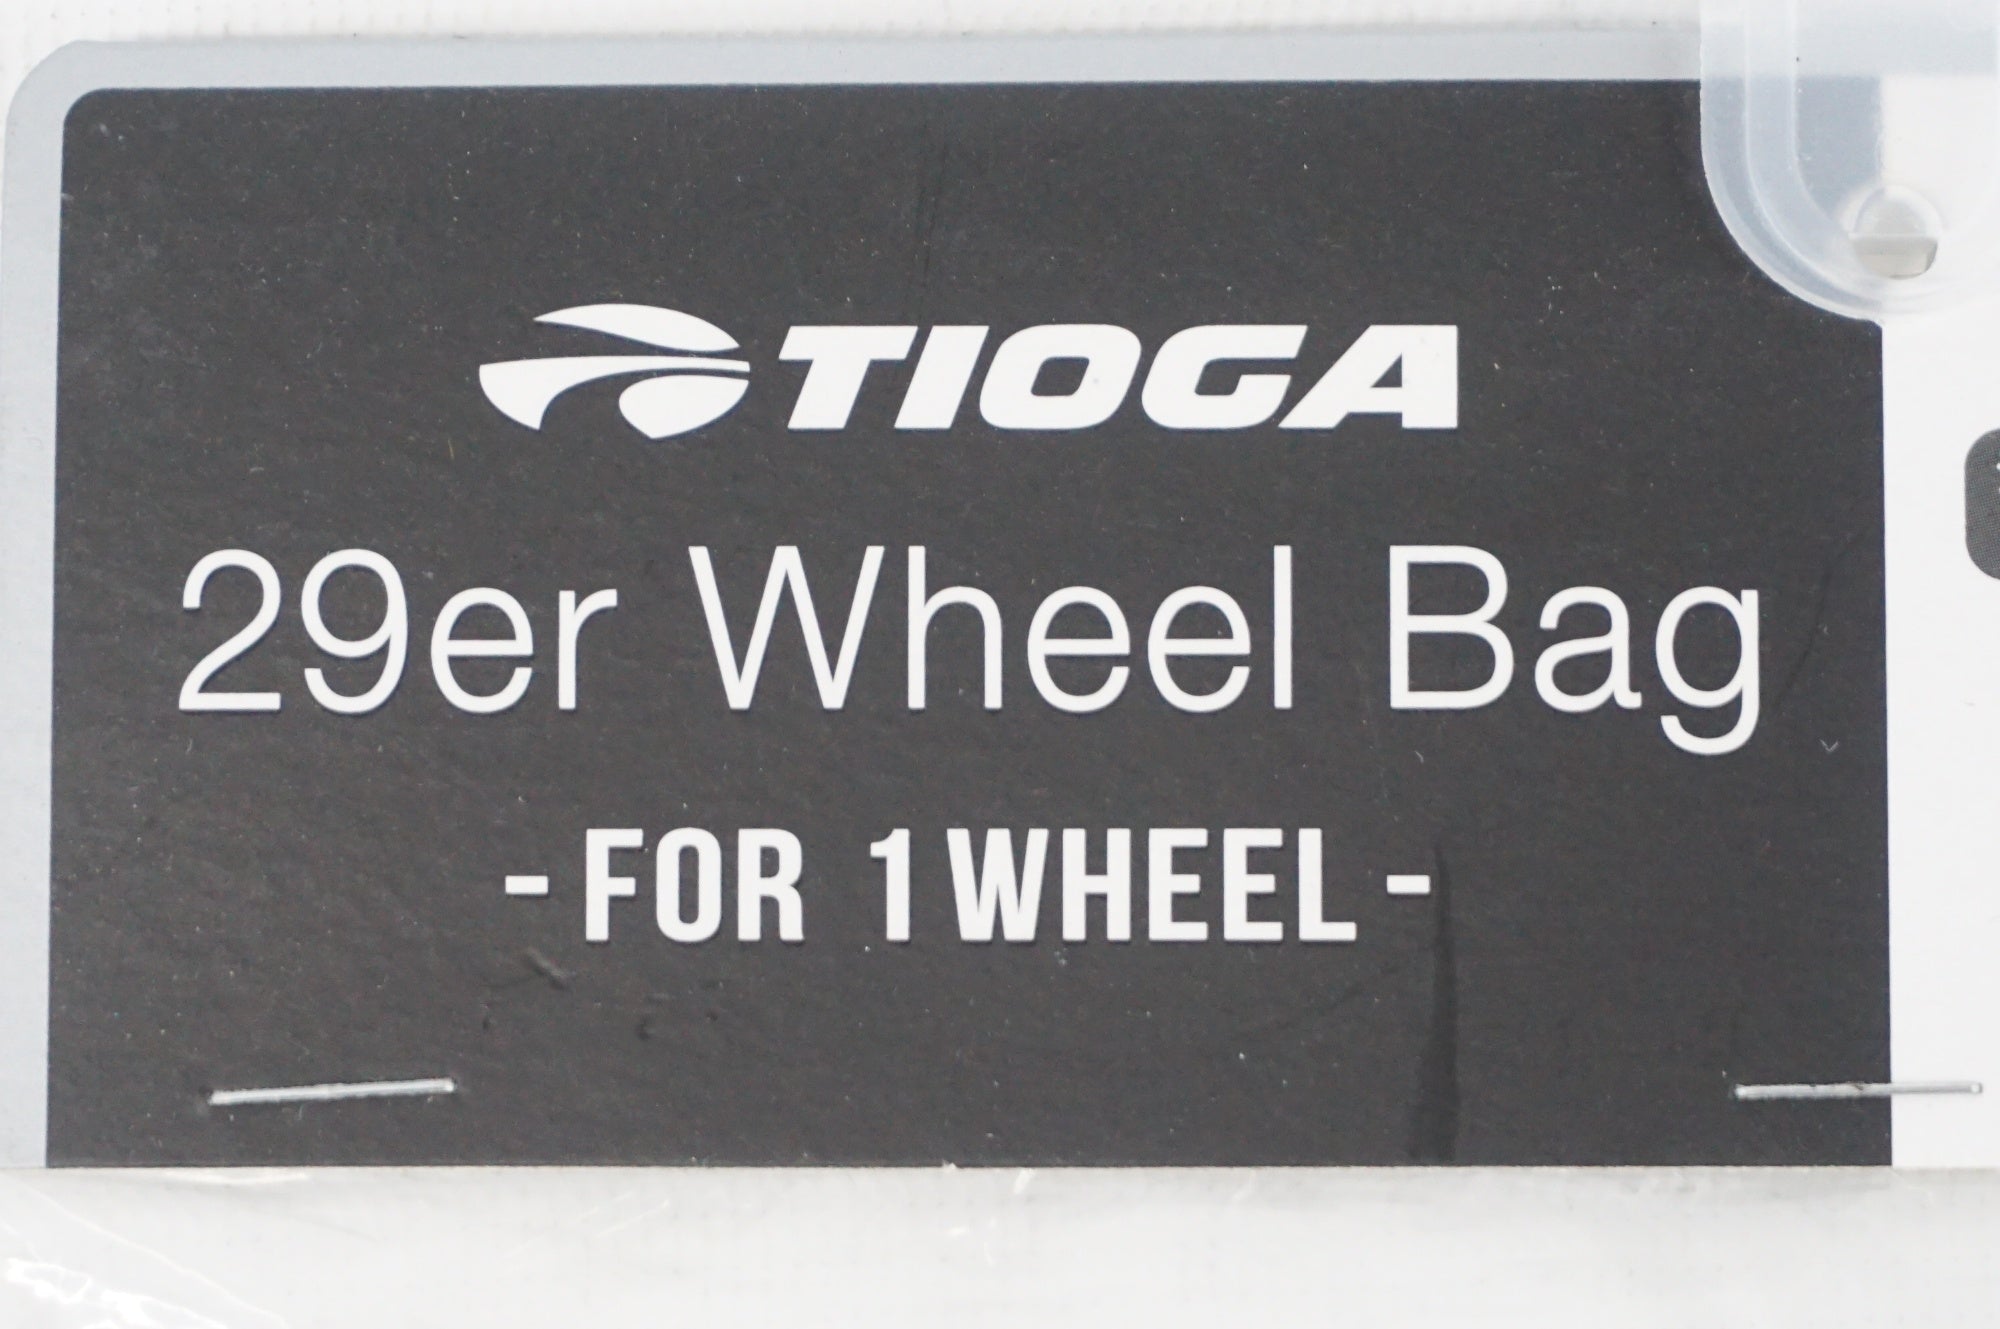 TIOGA
29er Wheel Bag
- FOR 1 WHEEL -